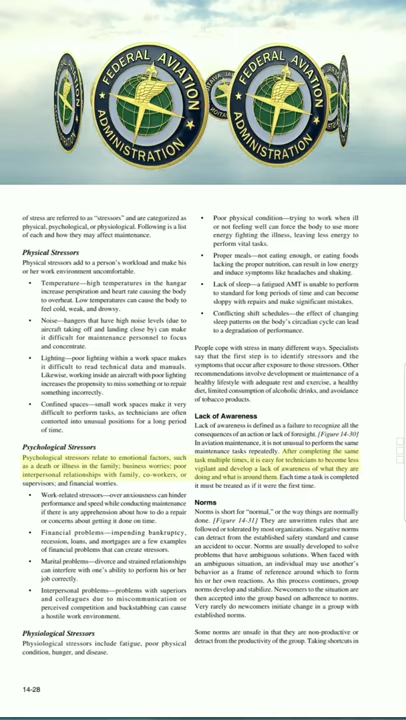 FEDERAL AVIATION
ADMINISTRATION
FEDERAL AVIATION
ADMINISTRATION
of stress are referred to as “stressors” and are categorized as
physical, psychological, or physiological. Following is a list
of each and how they may affect maintenance.
Physical Stressors
Physical stressors add to a person's workload and make his
or her work environment uncomfortable.
• Temperature—high temperatures in the hangar
increase perspiration and heart rate causing the body
to overheat. Low temperatures can cause the body to
feel cold, weak, and drowsy.
• Noise—hangars that have high noise levels (due to
aircraft taking off and landing close by) can make
it difficult for maintenance personnel to focus
and concentrate.
• Lighting—poor lighting within a work space makes
it difficult to read technical data and manuals.
Likewise, working inside an aircraft with poor lighting
increases the propensity to miss something or to repair
something incorrectly.
• Confined spaces—small work spaces make it very
difficult to perform tasks, as technicians are often
contorted into unusual positions for a long period
of time.
Psychological Stressors
Psychological stressors relate to emotional factors, such
as a death or illness in the family; business worries; poor
interpersonal relationships with family, co-workers, or
supervisors; and financial worries.
• Work-related stressors—over anxiousness can hinder
performance and speed while conducting maintenance
if there is any apprehension about how to do a repair
or concerns about getting it done on time.
• Financial problems—impending bankruptcy,
recession, loans, and mortgages are a few examples
of financial problems that can create stressors.
• Marital problems—divorce and strained relationships
can interfere with one's ability to perform his or her
job correctly.
• Interpersonal problems—problems with superiors
and colleagues due to miscommunication or
perceived competition and backstabbing can cause
a hostile work environment.
Physiological Stressors
Physiological stressors include fatigue, poor physical
condition, hunger, and disease.
• Poor physical condition—trying to work when ill
or not feeling well can force the body to use more
energy fighting the illness, leaving less energy to
perform vital tasks.
• Proper meals—not eating enough, or eating foods
lacking the proper nutrition, can result in low energy
and induce symptoms like headaches and shaking.
• Lack of sleep—a fatigued AMT is unable to perform
to standard for long periods of time and can become
sloppy with repairs and make significant mistakes.
• Conflicting shift schedules—the effect of changing
sleep patterns on the body's circadian cycle can lead
to a degradation of performance.
People cope with stress in many different ways. Specialists
say that the first step is to identify stressors and the
symptoms that occur after exposure to those stressors. Other
recommendations involve development or maintenance of a
healthy lifestyle with adequate rest and exercise, a healthy
diet, limited consumption of alcoholic drinks, and avoidance
of tobacco products.
Lack of Awareness
Lack of awareness is defined as a failure to recognize all the
consequences of an action or lack of foresight. [Figure 14-30]
In aviation maintenance, it is not unusual to perform the same
maintenance tasks repeatedly. After completing the same
task multiple times, it is easy for technicians to become less
vigilant and develop a lack of awareness of what they are
doing and what is around them. Each time a task is completed
it must be treated as if it were the first time.
Norms
Norms is short for “normal,” or the way things are normally
done. [Figure 14-31] They are unwritten rules that are
followed or tolerated by most organizations. Negative norms
can detract from the established safety standard and cause
an accident to occur. Norms are usually developed to solve
problems that have ambiguous solutions. When faced with
an ambiguous situation, an individual may use another's
behavior as a frame of reference around which to form
his or her own reactions. As this process continues, group
norms develop and stabilize. Newcomers to the situation are
then accepted into the group based on adherence to norms.
Very rarely do newcomers initiate change in a group with
established norms.
Some norms are unsafe in that they are non-productive or
detract from the productivity of the group. Taking shortcuts in
14-28